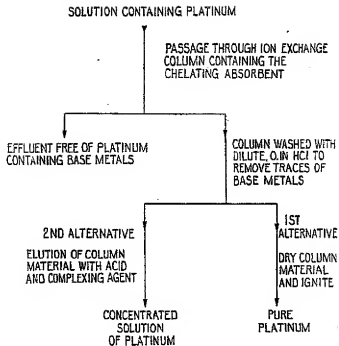 SOLUTION CONTAINING PLATINUM
PASSAGE THROUGH ION EXCHANGE
COLUMN CONTAINING THE
CHELATING ABSORBENT
EFFLUENT FREE OF PLATINUM
CONTAINING BASE METALS
COLUMN WASHED WITH
DILUTE, 0.1N HCl TO
REMOVE TRACES OF
BASE METALS
2ND ALTERNATIVE
ELUTION OF COLUMN
MATERIAL WITH ACID
AND COMPLEXING AGENT
1ST
ALTERNATIVE
DRY COLUMN
MATERIAL
AND IGNITE
CONCENTRATED
SOLUTION
OF PLATINUM
PURE
PLATINUM